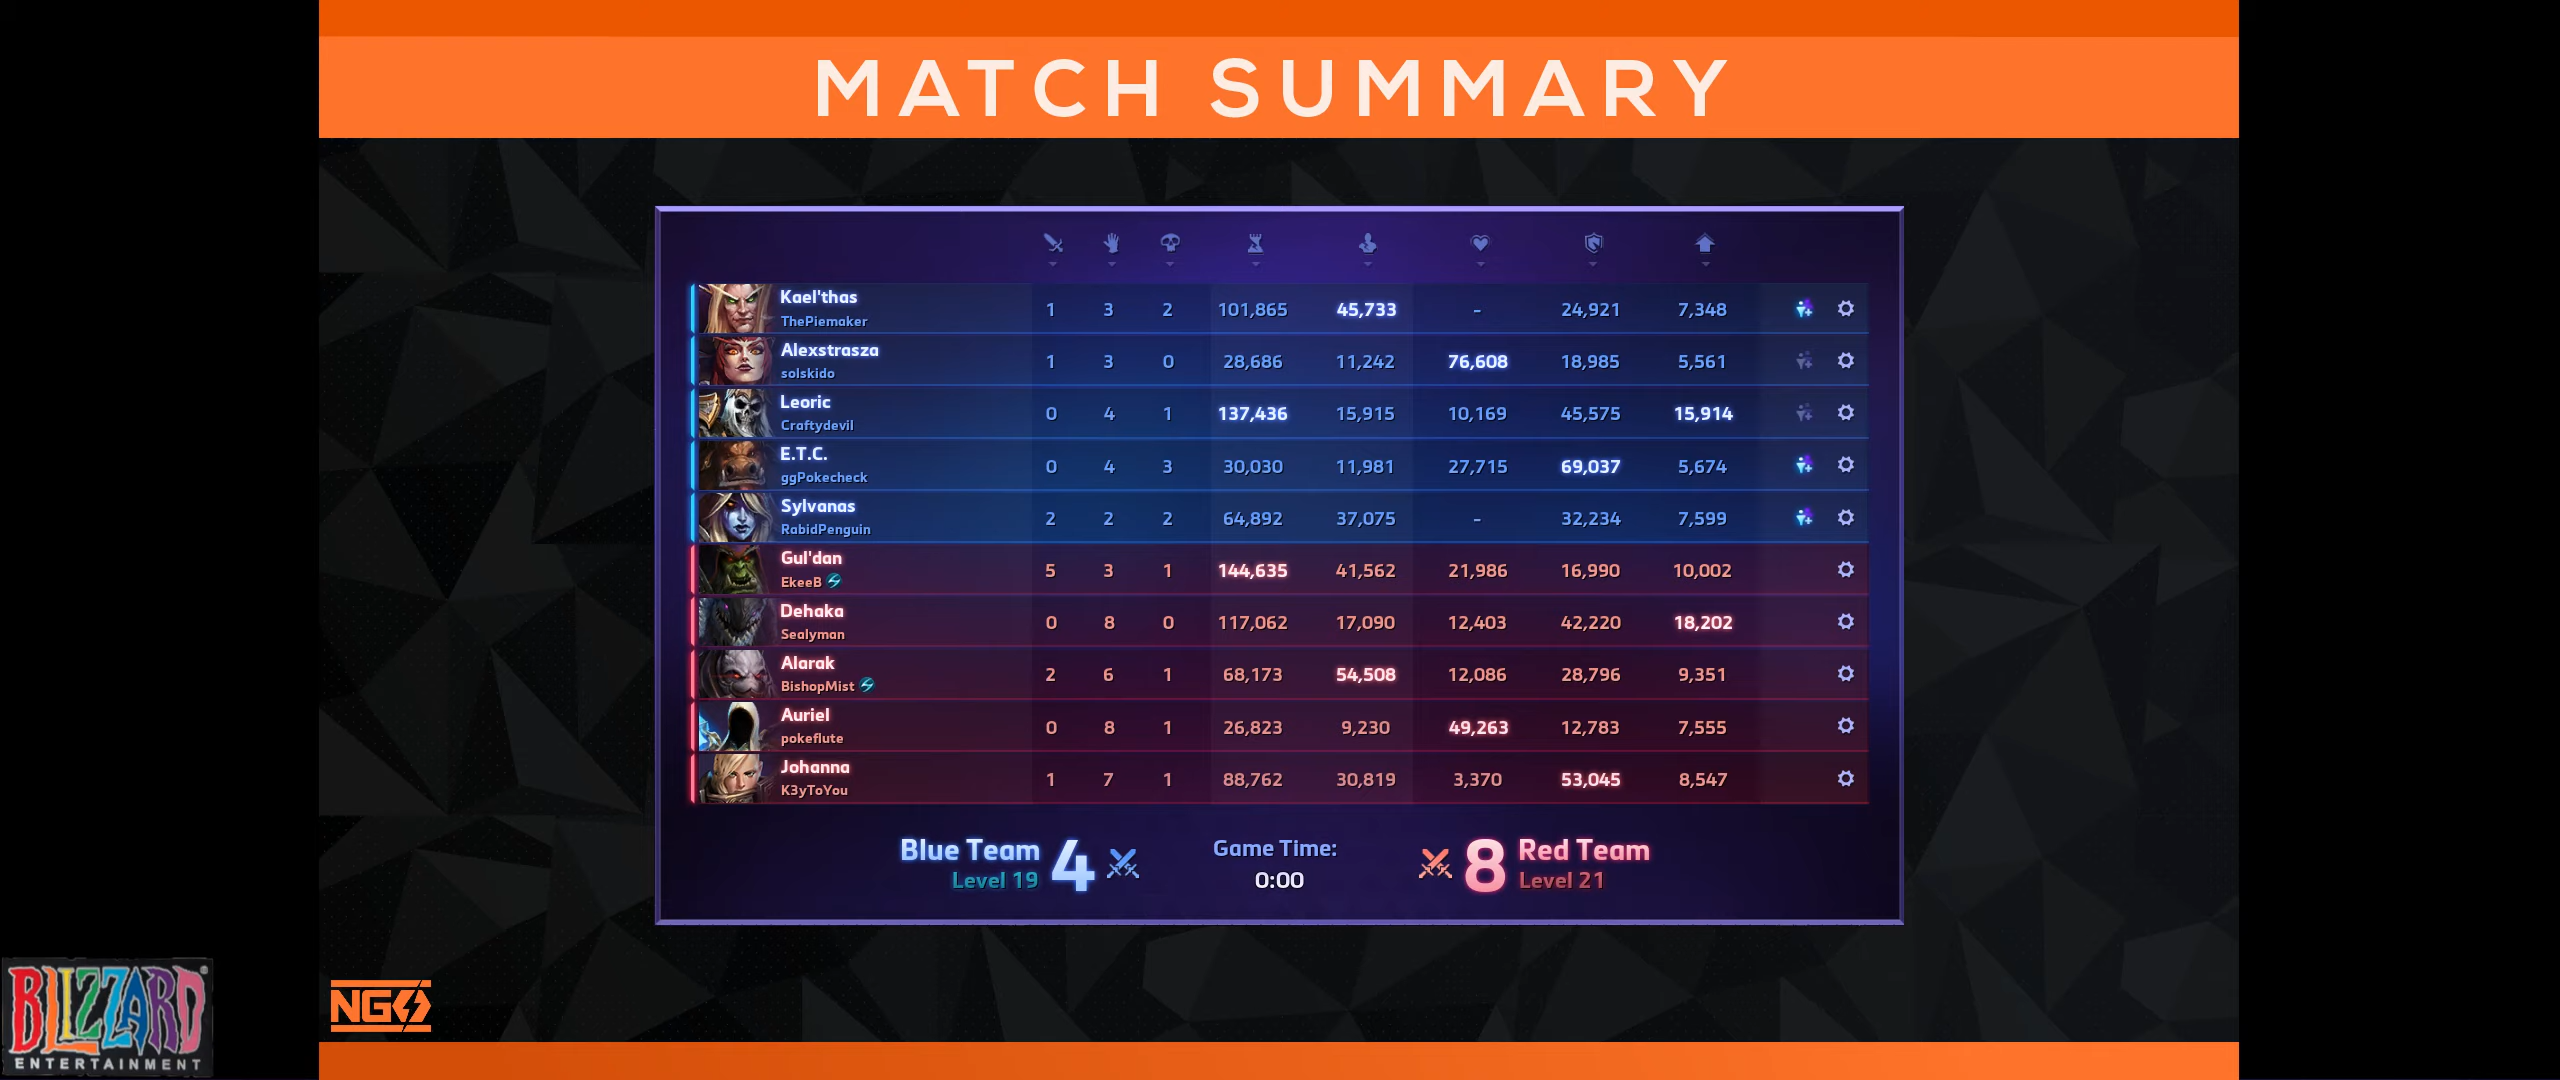 MATCH SUMMARY
Kael'thas
ThePiemaker
1 3 2 101,865 45,733 - 24,921 7,348
Alexstrasza
solskido
1 3 0 28,686 11,242 76,608 18,985 5,561
Leoric
Craftydevil
0 4 1 137,436 15,915 10,169 45,575 15,914
E.T.C.
ggPokecheck
0 4 3 30,030 11,981 27,715 69,037 5,674
Sylvanas
RabidPenguin
2 2 2 64,892 37,075 - 32,234 7,599
Gul'dan
EkeeB
5 3 1 144,635 41,562 21,986 16,990 10,002
Dehaka
Sealyman
0 8 0 117,062 17,090 12,403 42,220 18,202
Alarak
BishopMist
2 6 1 68,173 54,508 12,086 28,796 9,351
Auriel
pokeflute
0 8 1 26,823 9,230 49,263 12,783 7,555
Johanna
K3yToYou
1 7 1 88,762 30,819 3,370 53,045 8,547
Blue Team 4 Game Time: 8 Red Team
Level 19 0:00 Level 21
BLIZZARD
ENTERTAINMENT
NGS